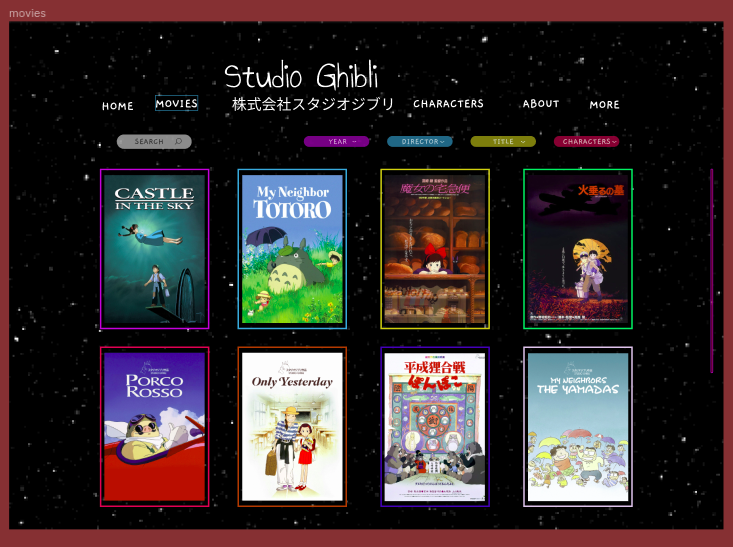 movies
Studio Ghibli
株式会社スタジオジブリ
HOME
MOVIES
CHARACTERS
ABOUT
MORE
SEARCH
YEAR
DIRECTOR
TITLE
CHARACTERS
CASTLE
IN THE SKY
My Neighbor
TOTORO
魔女の宅急便
火垂るの墓
PORCO
ROSSO
Only Yesterday
平成狸合戦
ぽんぽこ
MY NEIGHBORS
THE YAMADAS